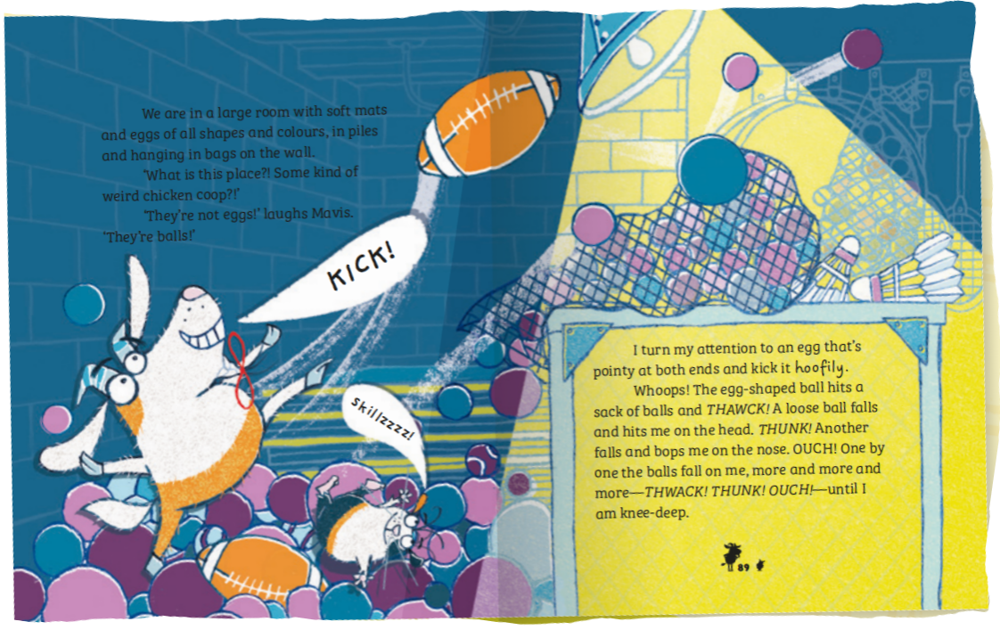 We are in a large room with soft mats
and eggs of all shapes and colours, in piles
and hanging in bags on the wall.
'What is this place?! Some kind of
weird chicken coop?!'
'They're not eggs!' laughs Mavis.
'They're balls!'
KICK!
Skillzzzz!
I turn my attention to an egg that's
pointy at both ends and kick it hoofily.
Whoops! The egg-shaped ball hits a
sack of balls and THAWCK! A loose ball falls
and hits me on the head. THUNK! Another
falls and bops me on the nose. OUCH! One by
one the balls fall on me, more and more and
more—THWACK! THUNK! OUCH!—until I
am knee-deep.
89